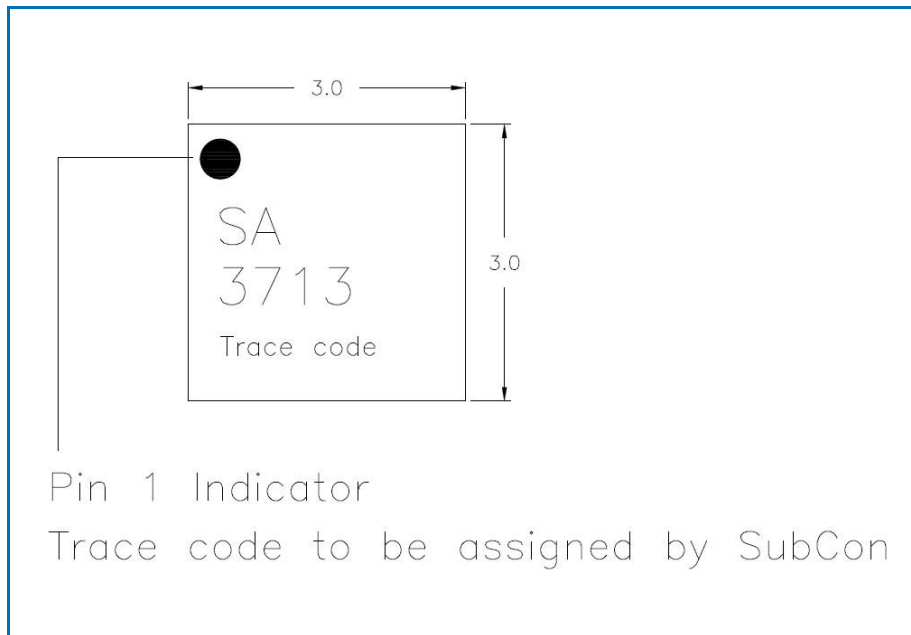 3.0
SA
3713
3.0
Trace code
Pin 1 Indicator
Trace code to be assigned by SubCon